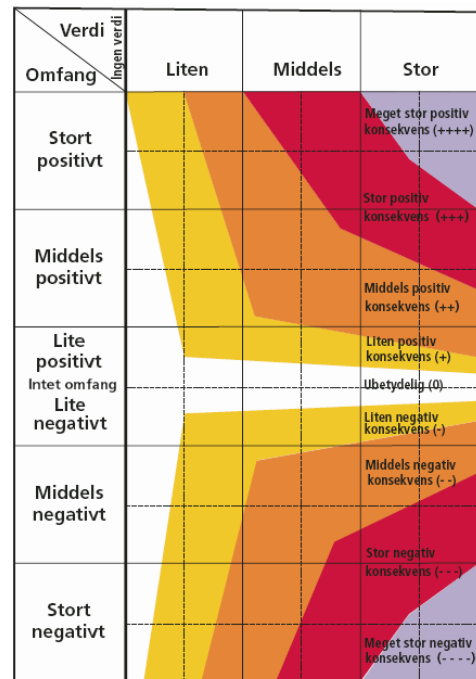 Verdi
Omfang
Ingen verdi
Liten
Middels
Stor
Stort
positivt
Meget stor positiv
konsekvens (++++)
Stor positiv
konsekvens (+++)
Middels
positivt
Middels positiv
konsekvens (++)
Lite
positivt
Liten positiv
konsekvens (+)
Intet omfang
Ubetydelig (0)
Lite
negativt
Liten negativ
konsekvens (-)
Middels
negativt
Middels negativ
konsekvens (- -)
Stor negativ
konsekvens (- - -)
Stort
negativt
Meget stor negativ
konsekvens (- - - -)